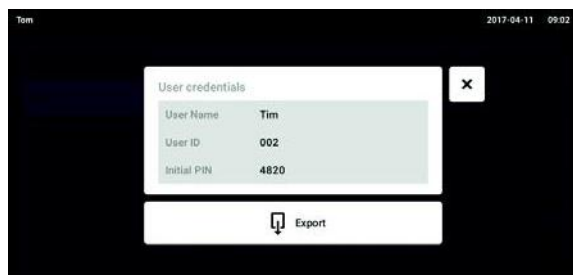 Tom 2017-04-11 09:02
User credentials
User Name Tim
User ID 002
Initial PIN 4820
Export